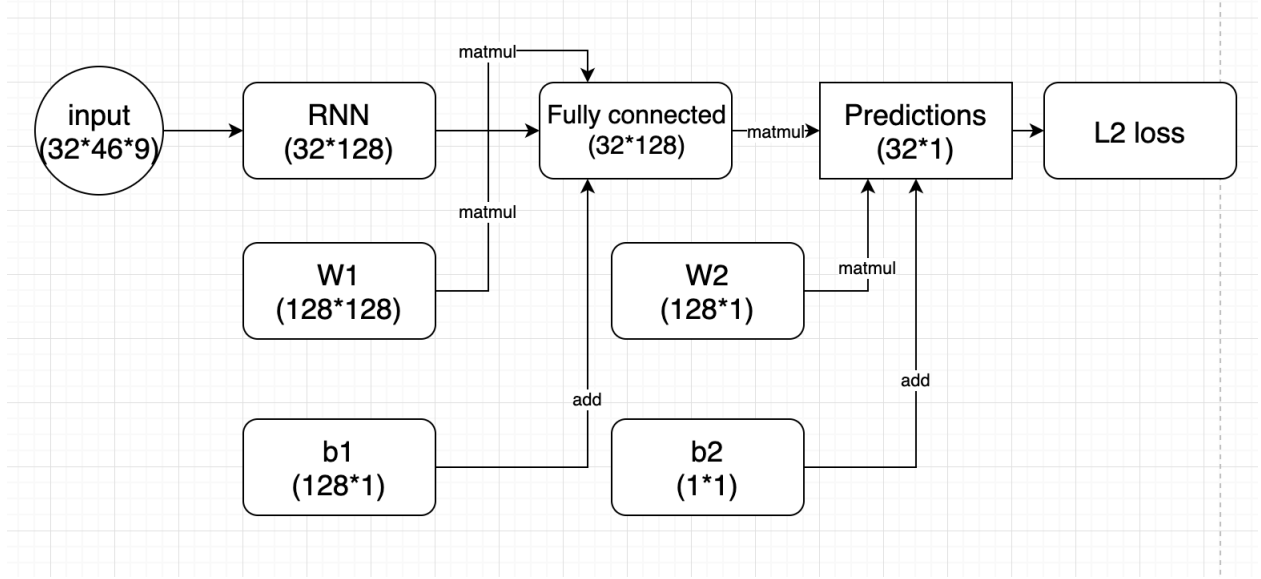 matmul
input
(32*46*9)
RNN
(32*128)
Fully connected
(32*128)
matmul
Predictions
(32*1)
L2 loss
matmul
W1
(128*128)
W2
(128*1)
matmul
add
add
b1
(128*1)
b2
(1*1)